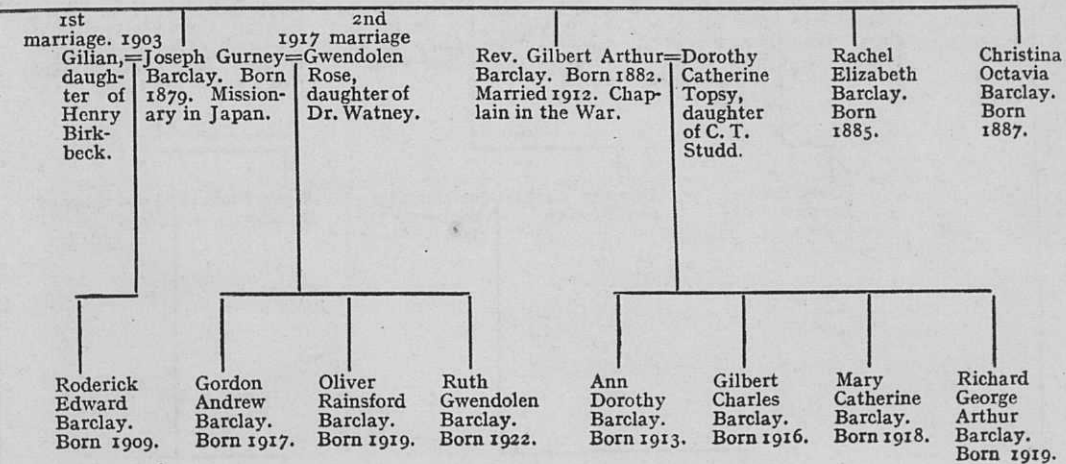 1st
marriage. 1903
Gilian,=
daugh-
ter of
Henry
Birk-
beck.
Joseph Gurney=
Barclay. Born
1879. Mission-
ary in Japan.
2nd
1917 marriage
Gwendolen
Rose,
daughter of
Dr. Watney.
Rev. Gilbert Arthur=
Barclay. Born 1882.
Married 1912. Chap-
lain in the War.
Dorothy
Catherine
Topsy,
daughter
of C. T.
Studd.
Rachel
Elizabeth
Barclay.
Born
1885.
Christina
Octavia
Barclay.
Born
1887.
Roderick
Edward
Barclay.
Born 1909.
Gordon
Andrew
Barclay.
Born 1917.
Oliver
Rainsford
Barclay.
Born 1919.
Ruth
Gwendolen
Barclay.
Born 1922.
Ann
Dorothy
Barclay.
Born 1913.
Gilbert
Charles
Barclay.
Born 1916.
Mary
Catherine
Barclay.
Born 1918.
Richard
George
Arthur
Barclay.
Born 1919.